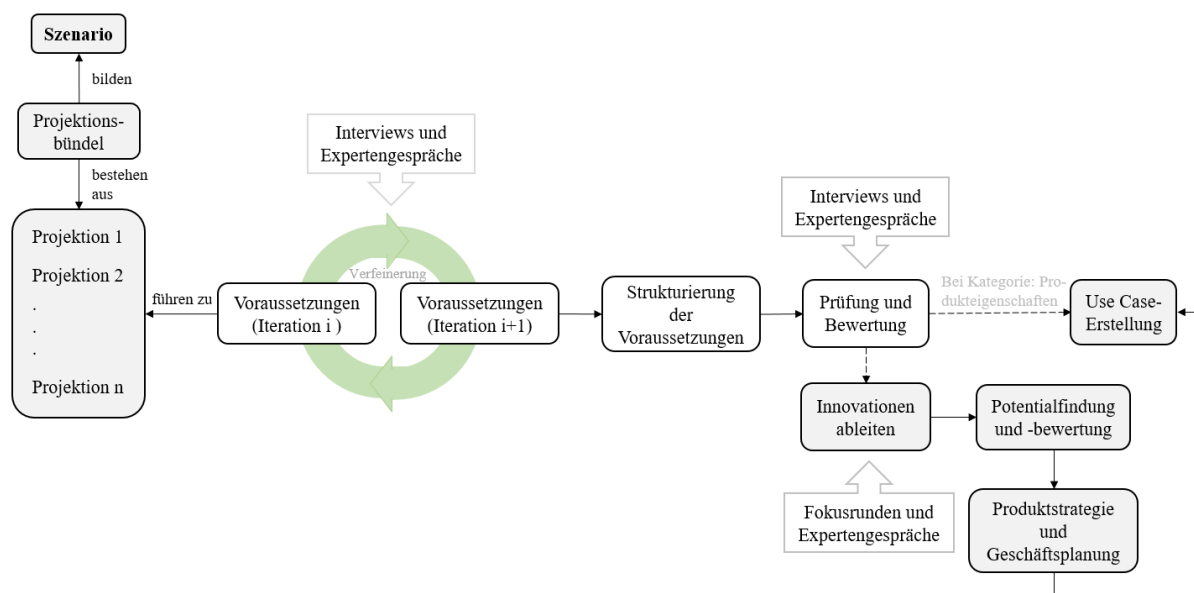 Szenario
bilden
Projektions-
bündel
bestehen
aus
Projektion 1
Projektion 2
.
.
.
Projektion n
führen zu
Interviews und
Expertengespräche
Verfeinerung
Voraussetzungen
(Iteration i )
Voraussetzungen
(Iteration i+1)
Strukturierung
der
Voraussetzungen
Interviews und
Expertengespräche
Prüfung und
Bewertung
Bei Kategorie: Pro-
dukteigenschaften
Use Case-
Erstellung
Innovationen
ableiten
Potentialfindung
und -bewertung
Fokusrunden und
Expertengespräche
Produktstrategie
und
Geschäftsplanung